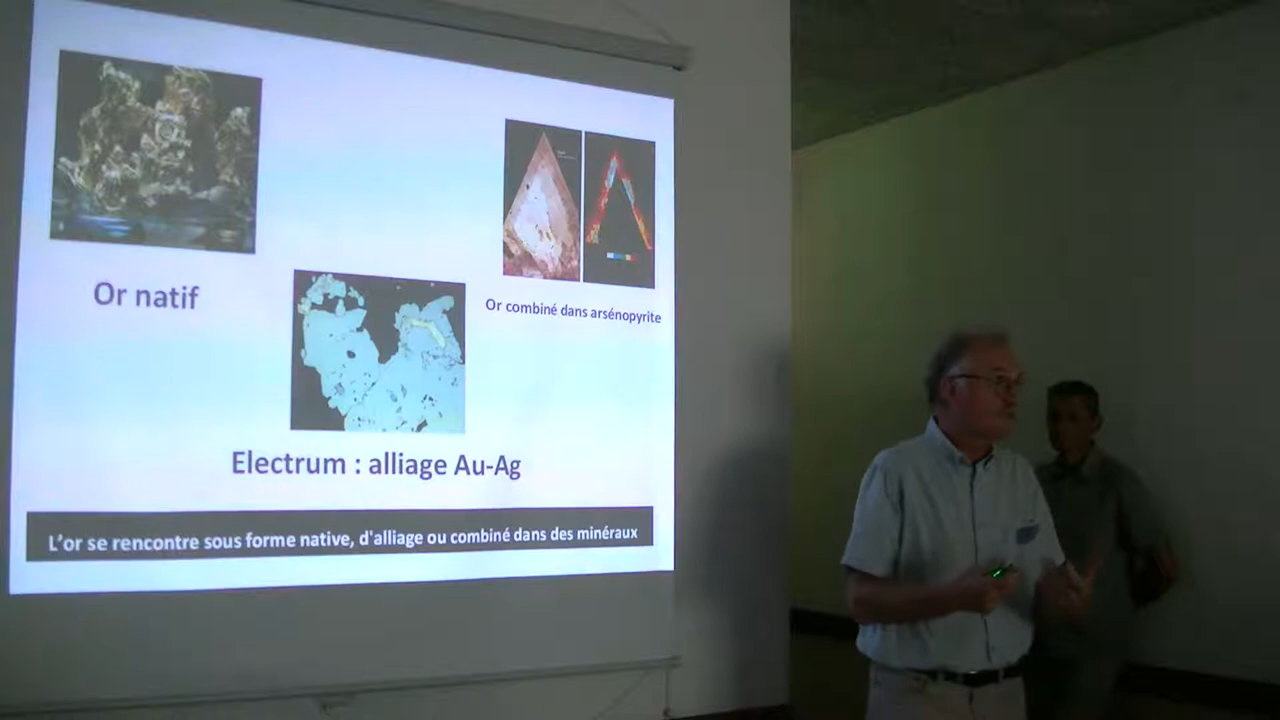 Or natif
Or combiné dans arsénopyrite
Electrum : alliage Au-Ag
L'or se rencontre sous forme native, d'alliage ou combiné dans des minéraux